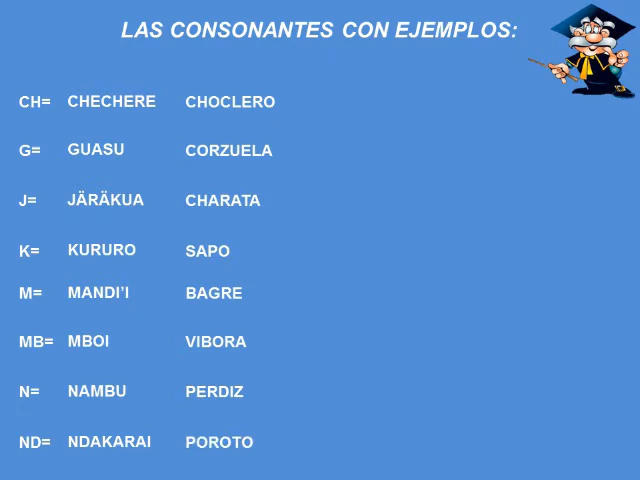 LAS CONSONANTES CON EJEMPLOS:
CH= CHECHERE CHOCLERO
G= GUASU CORZUELA
J= JÄRÄKUA CHARATA
K= KURURO SAPO
M= MANDI’I BAGRE
MB= MBOI VIBORA
N= NAMBU PERDIZ
ND= NDAKARAI POROTO